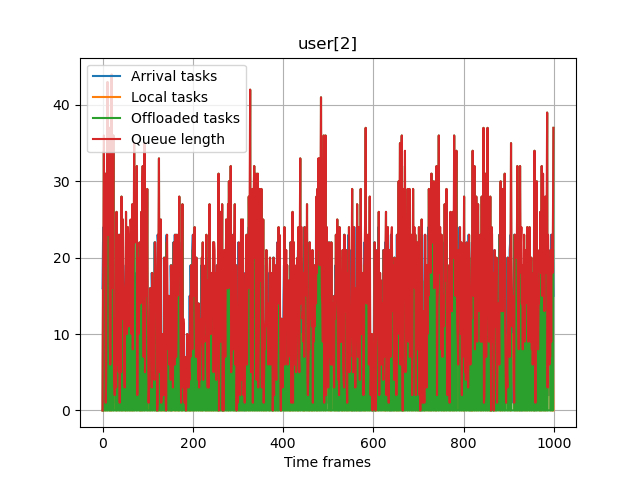 user[2]
Arrival tasks
Local tasks
Offloaded tasks
Queue length
40
30
20
10
0
0 200 400 600 800 1000
Time frames